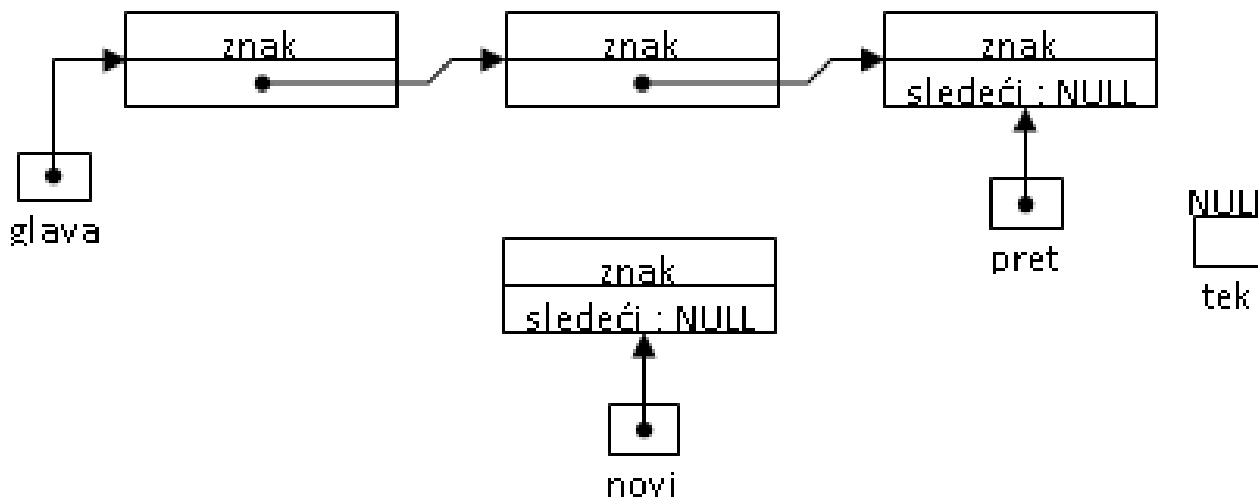 znak
znak
znak
sledeći : NULL
glava
pret
NULL
tek
znak
sledeći : NULL
novi